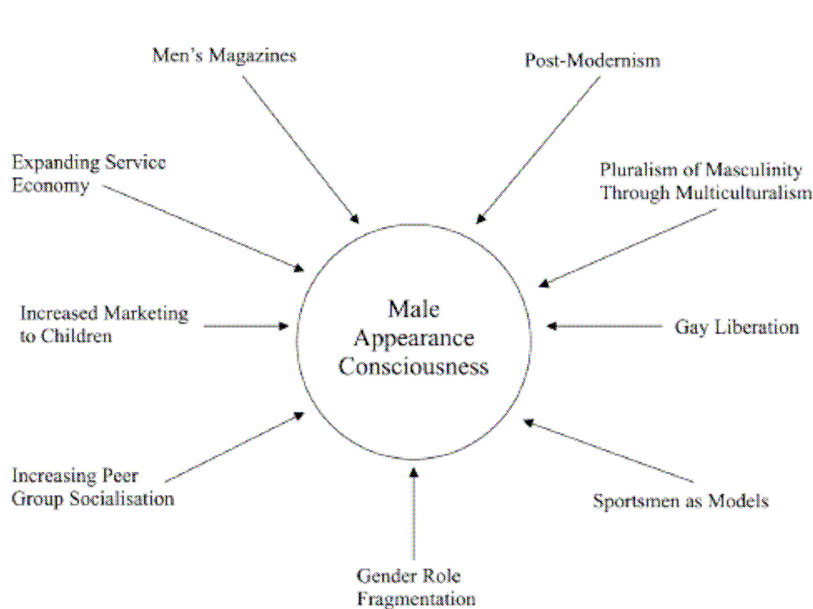 Men's Magazines
Post-Modernism
Expanding Service
Economy
Pluralism of Masculinity
Through Multiculturalism
Male
Appearance
Consciousness
Increased Marketing
to Children
Gay Liberation
Increasing Peer
Group Socialisation
Sportsmen as Models
Gender Role
Fragmentation